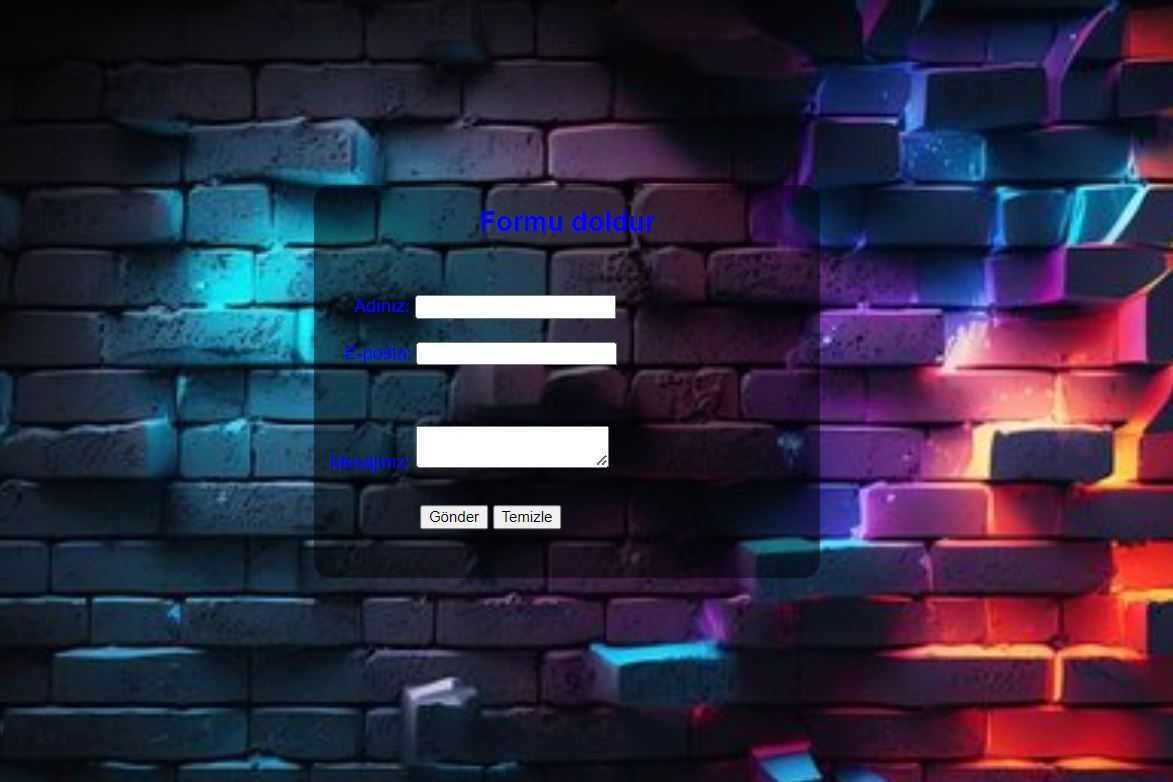 Formu doldur
Adınız:
E-posta:
Mesajınız:
Gönder Temizle